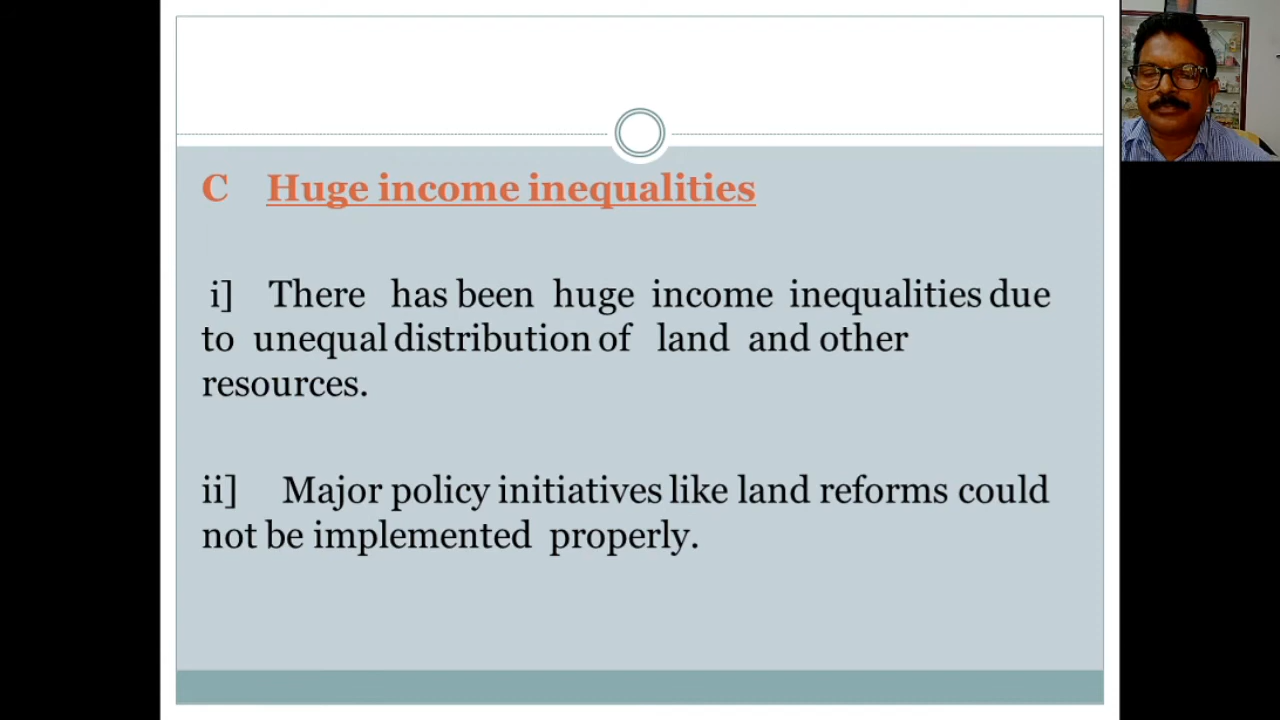 C Huge income inequalities
i] There has been huge income inequalities due
to unequal distribution of land and other
resources.
ii] Major policy initiatives like land reforms could
not be implemented properly.